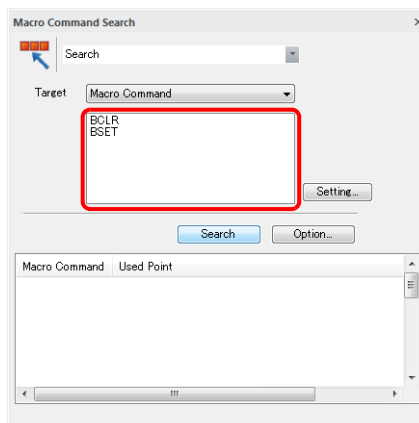 Macro Command Search
Search
Target Macro Command
BCLR
BSET
Setting...
Search Option...
Macro Command Used Point